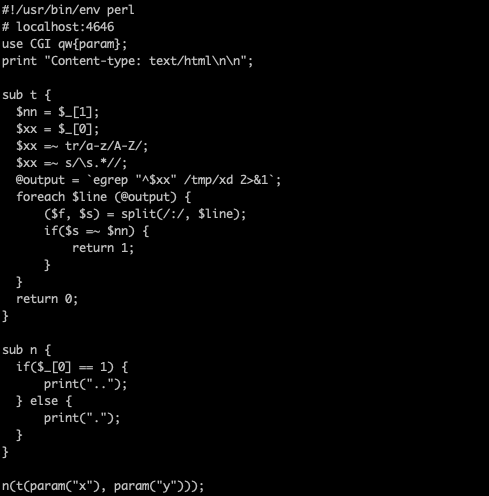 #!/usr/bin/env perl
# localhost:4646
use CGI qw{param};
print "Content-type: text/html\n\n";

sub t {
  $nn = $_[1];
  $xx = $_[0];
  $xx =~ tr/a-z/A-Z/;
  $xx =~ s/\s.*//;
  @output = `egrep "^$xx" /tmp/xd 2>&1`;
  foreach $line (@output) {
      ($f, $s) = split(/:/, $line);
      if($s =~ $nn) {
          return 1;
      }
  }
  return 0;
}

sub n {
  if($_[0] == 1) {
      print("..");
  } else {
      print(".");
  }
}

n(t(param("x"), param("y")));